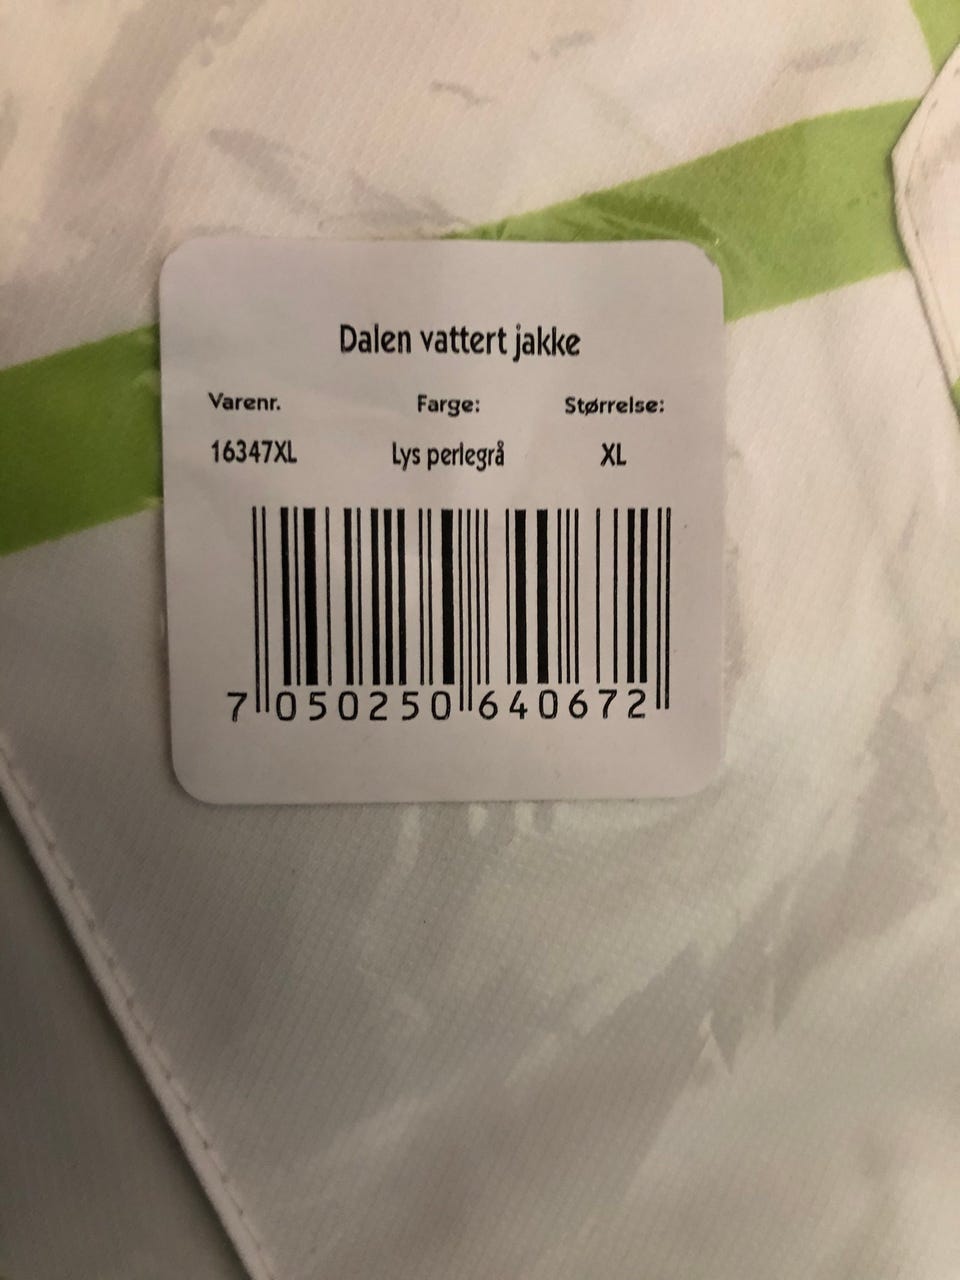 Dalen vattert jakke
Varenr. Farge: Størrelse:
16347XL Lys perlegrå XL
7 050250 640672